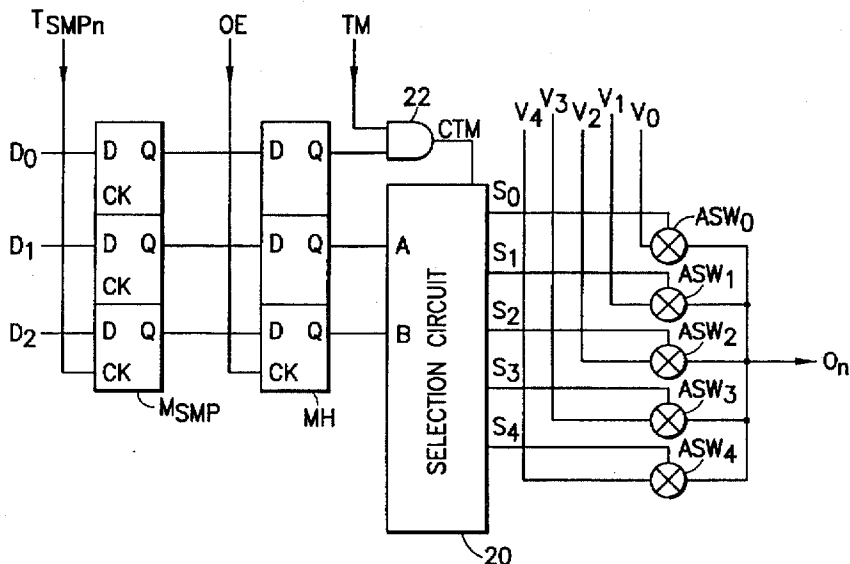 TSMPn OE TM
22
CTM
V4 V3 V2 V1 V0
D0 D Q D Q
CK
D1 D Q D Q
CK
D2 D Q D Q
CK CK
MSMP MH
A
B
SELECTION CIRCUIT
20
S0 ASW0
S1 ASW1
S2 ASW2
S3 ASW3
S4 ASW4
On